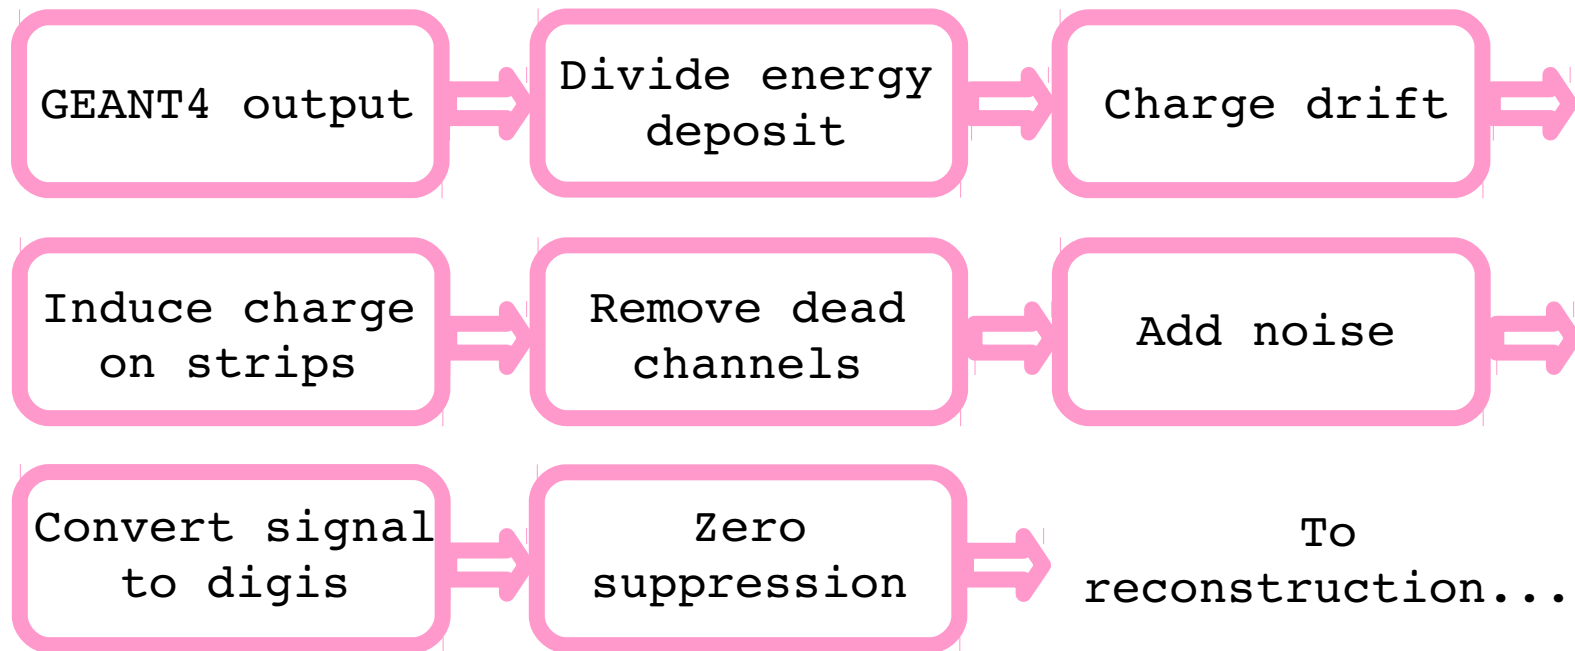 GEANT4 output
Divide energy
deposit
Charge drift
Induce charge
on strips
Remove dead
channels
Add noise
Convert signal
to digis
Zero
suppression
To
reconstruction...